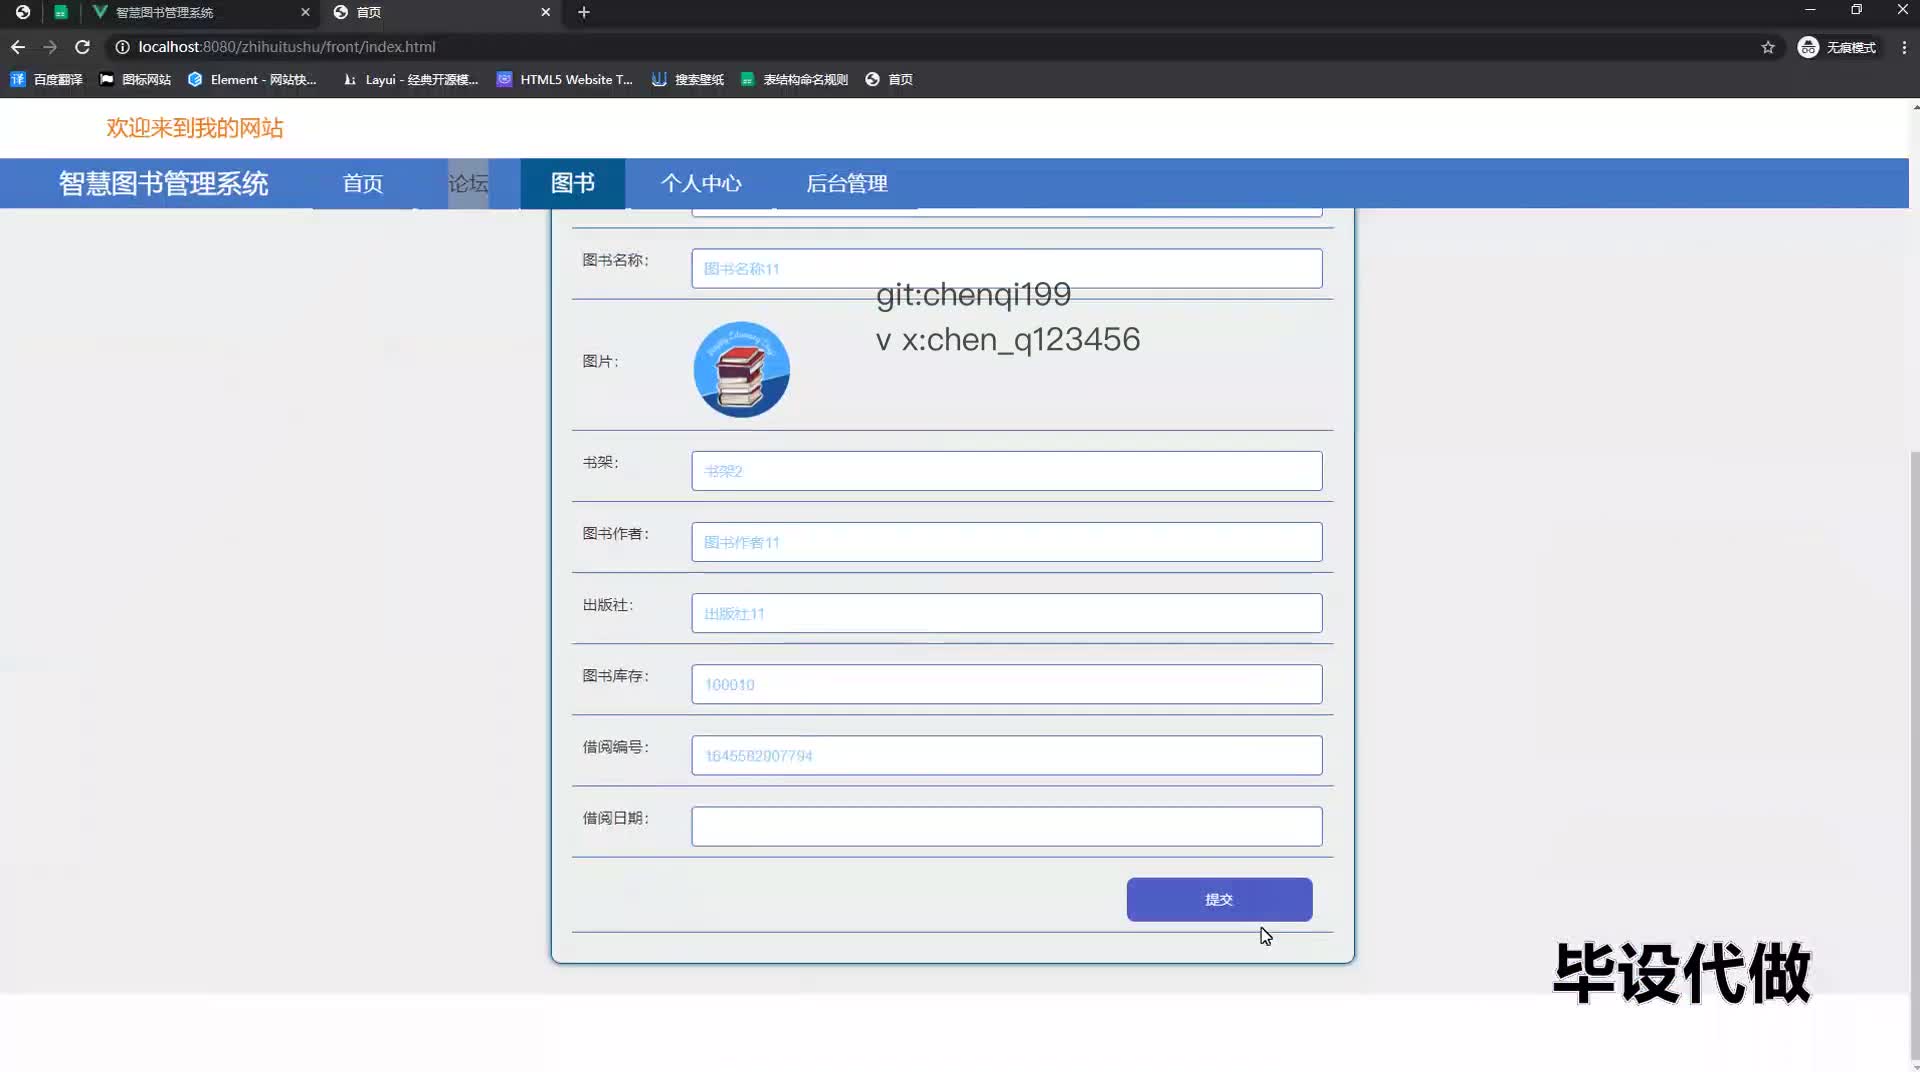 智慧图书管理系统
首页
localhost:8080/zhihuitushu/front/index.html
无痕模式
百度翻译
图标网站
Element - 网站快...
Layui - 经典开源模...
HTML5 Website T...
搜索壁纸
表结构命名规则
首页
欢迎来到我的网站
智慧图书管理系统
首页
论坛
图书
个人中心
后台管理
图书名称：
图书名称11
git:chenqi199
v x:chen_q123456
图片：
书架：
书架2
图书作者：
图书作者11
出版社：
出版社11
图书库存：
100010
借阅编号：
1645582007794
借阅日期：
提交
毕设代做